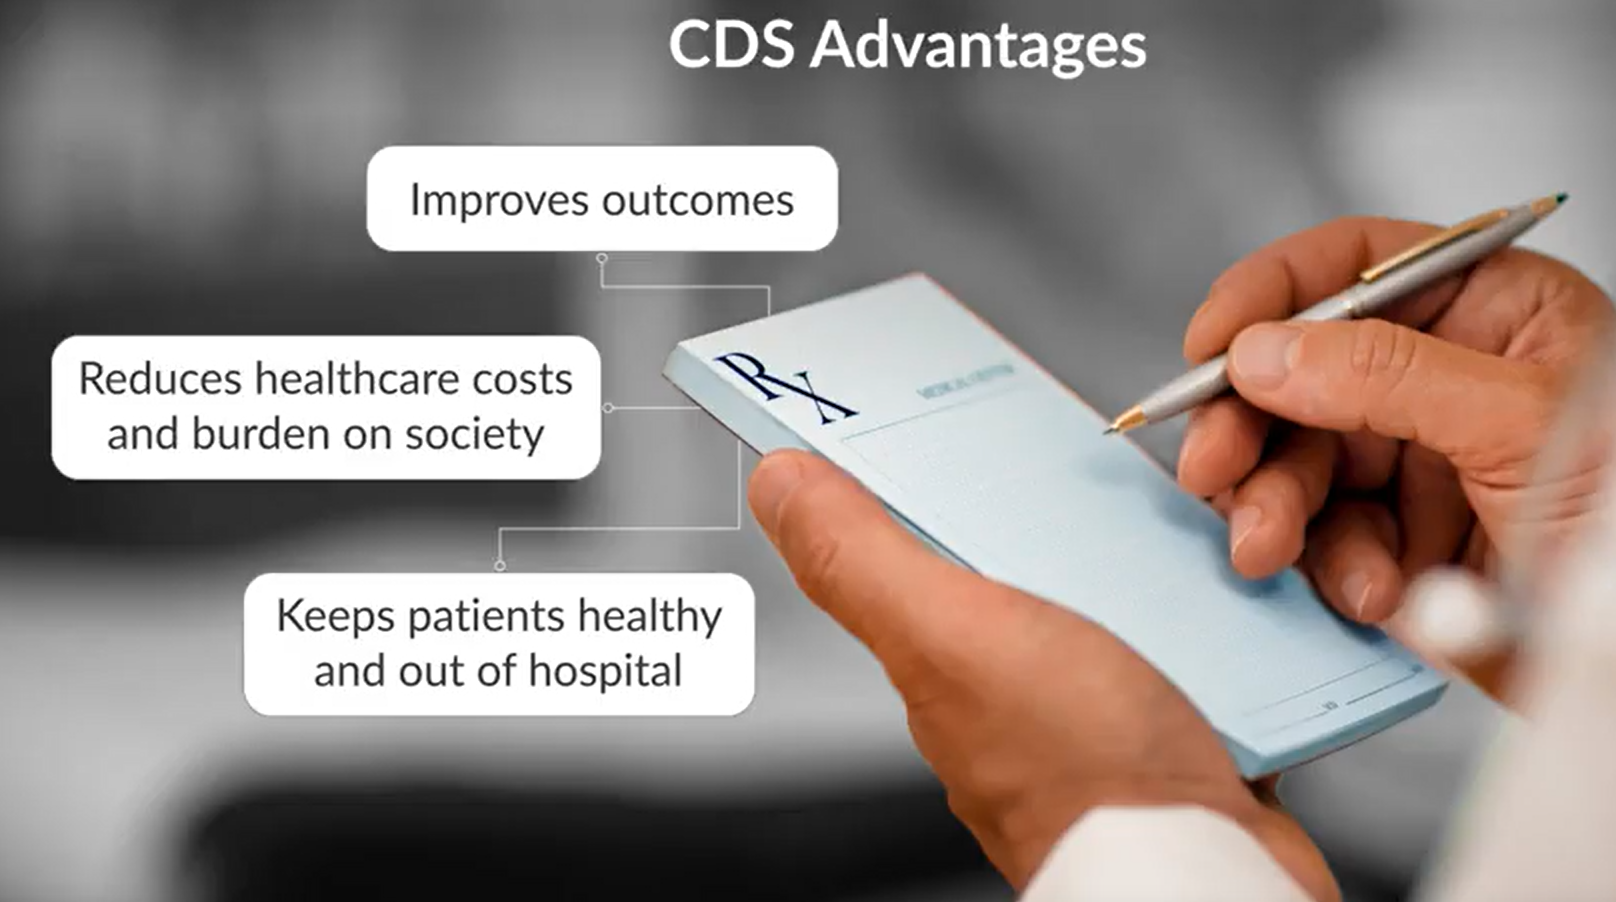 CDS Advantages
Improves outcomes
Reduces healthcare costs
and burden on society
Keeps patients healthy
and out of hospital
Rx